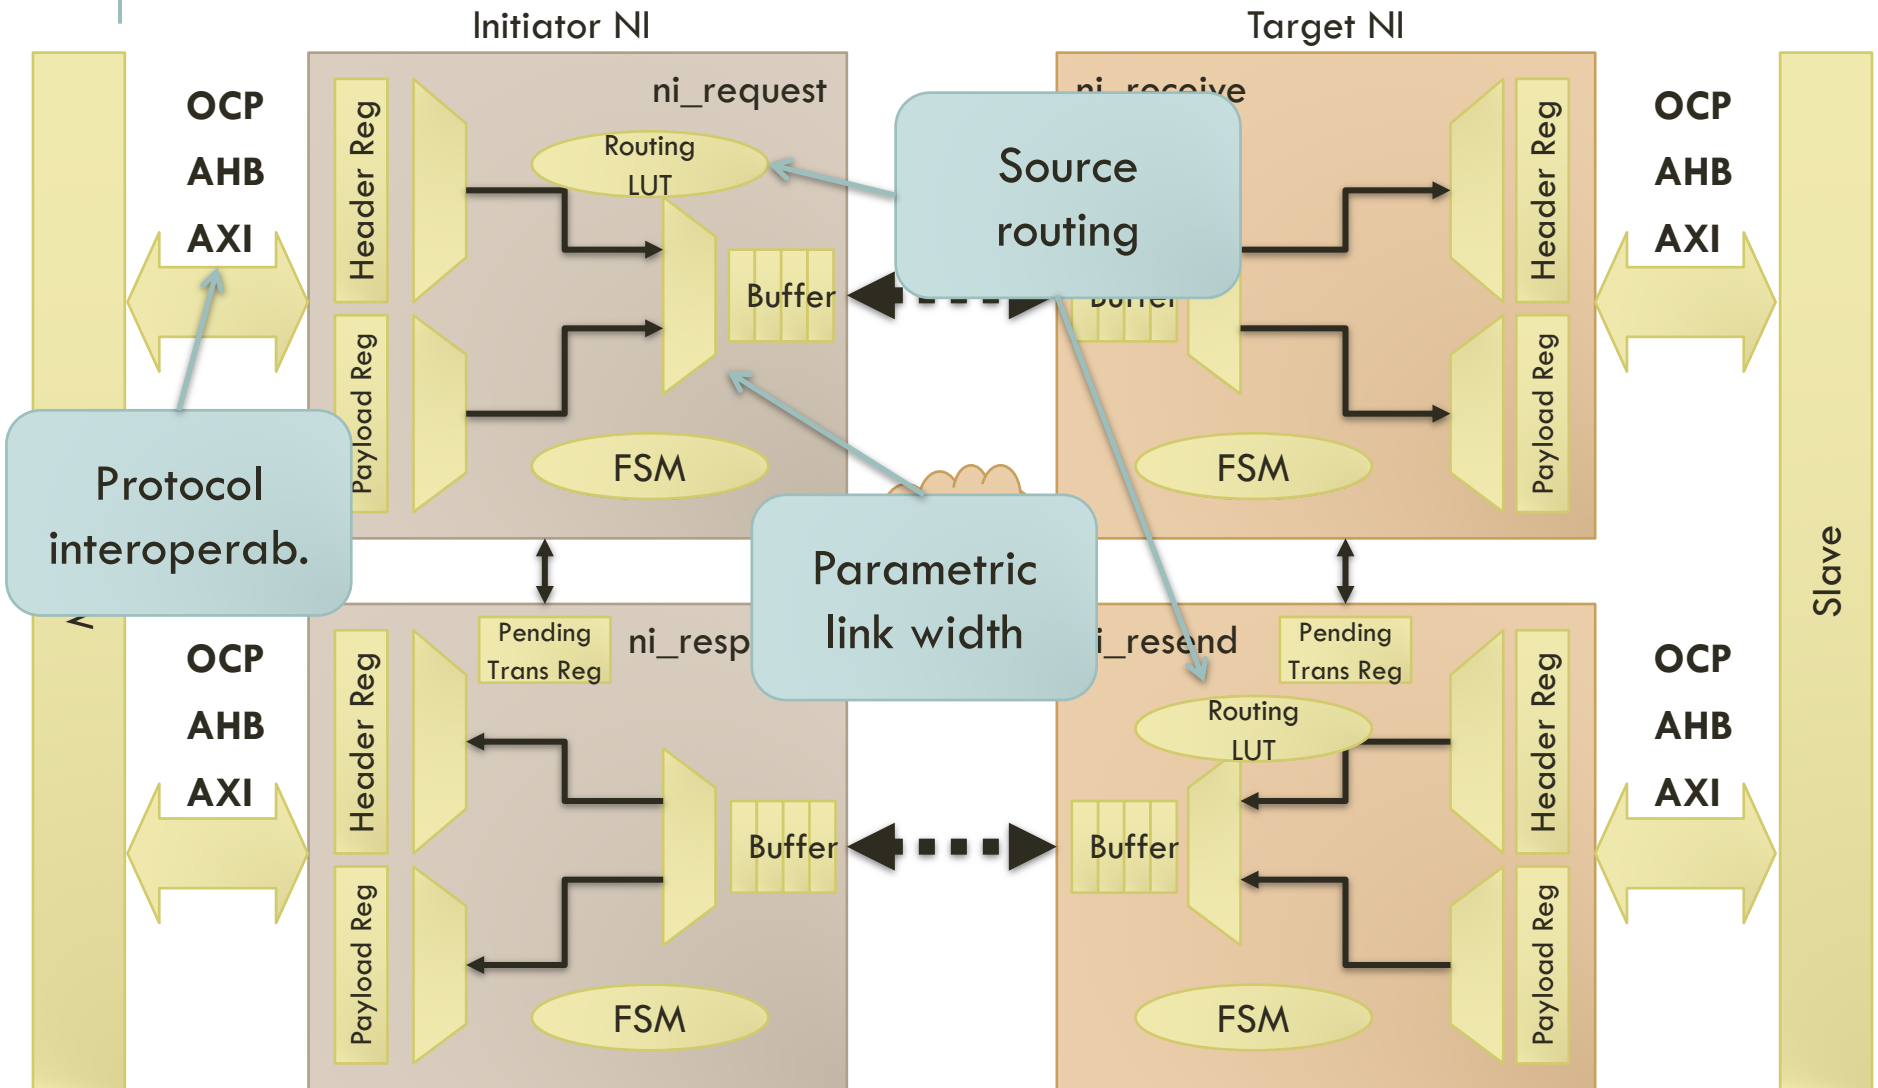 Initiator NI
Target NI
OCP
AHB
AXI
Header Reg
Payload Reg
ni_request
Routing
LUT
Buffer
FSM
Source
routing
ni_receive
Buffer
FSM
Header Reg
Payload Reg
OCP
AHB
AXI
Protocol
interoperab.
Parametric
link width
Slave
OCP
AHB
AXI
Header Reg
Payload Reg
Pending
Trans Reg
ni_resp
Buffer
FSM
i_resend
Pending
Trans Reg
Routing
LUT
Buffer
FSM
Header Reg
Payload Reg
OCP
AHB
AXI